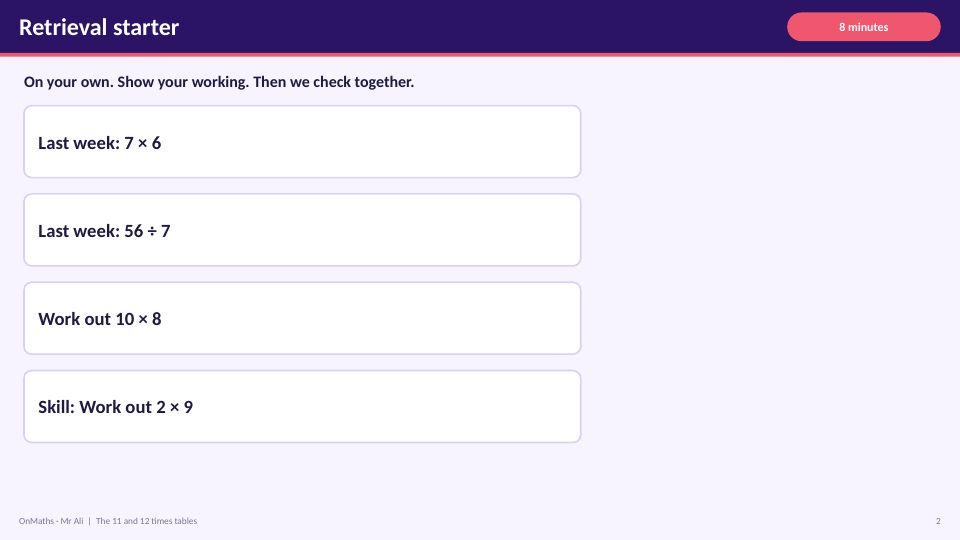 Retrieval starter
8 minutes
On your own. Show your working. Then we check together.
Last week: 7 × 6
Last week: 56 ÷ 7
Work out 10 × 8
Skill: Work out 2 × 9
OnMaths - Mr Ali | The 11 and 12 times tables
2